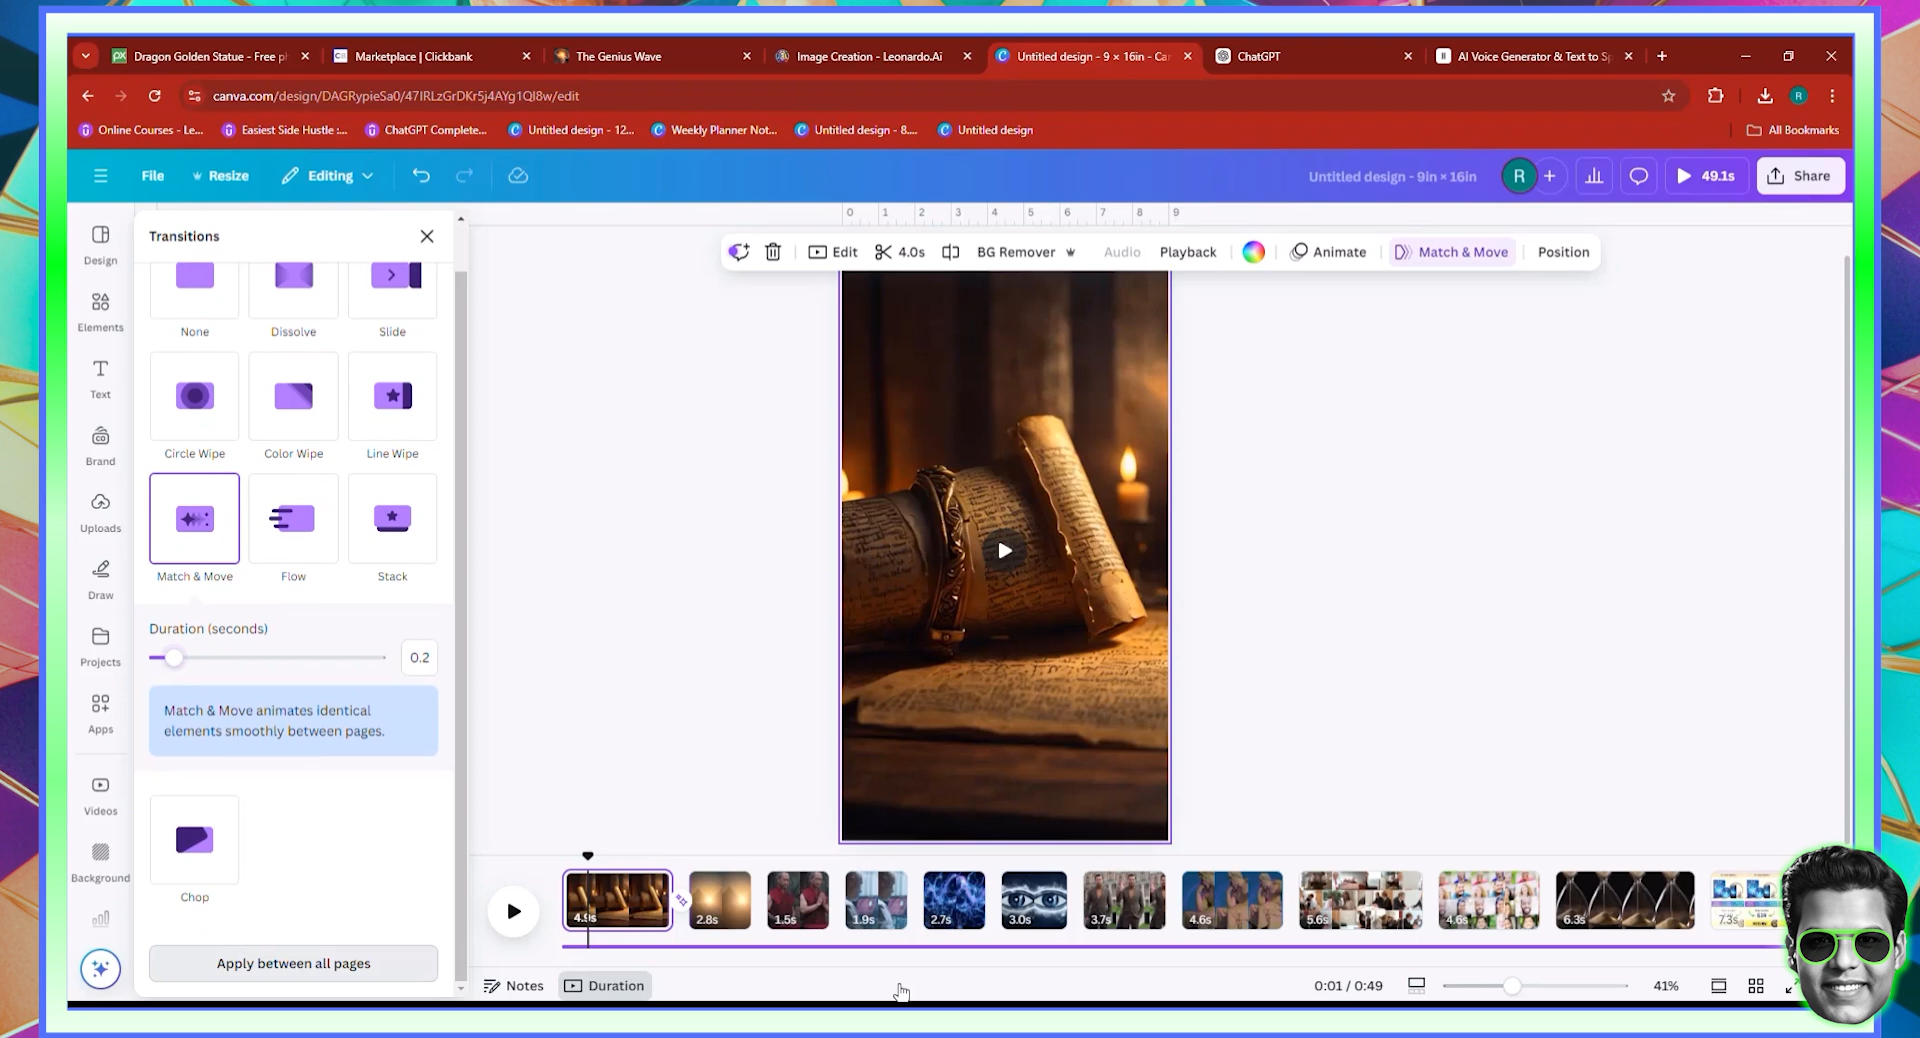 Dragon Golden Statue - Free ph
Marketplace | Clickbank
The Genius Wave
Image Creation - Leonardo.Ai
Untitled design - 9 × 16in - Ca
ChatGPT
AI Voice Generator & Text to Sp
canva.com/design/DAGRypieSa0/47IRLzGrDKr5j4AYg1QI8w/edit
R
Online Courses - Le...
Easiest Side Hustle :...
ChatGPT Complete...
Untitled design - 12...
Weekly Planner Not...
Untitled design - 8....
Untitled design
All Bookmarks
File
Resize
Editing
Untitled design - 9in × 16in
R
49.1s
Share
Design
Elements
Text
Brand
Uploads
Draw
Projects
Apps
Videos
Background
Transitions
None
Dissolve
Slide
Circle Wipe
Color Wipe
Line Wipe
Match & Move
Flow
Stack
Duration (seconds)
0.2
Match & Move animates identical
elements smoothly between pages.
Chop
Apply between all pages
0 1 2 3 4 5 6 7 8 9
Edit
4.0s
BG Remover
Audio
Playback
Animate
Match & Move
Position
4.9s
2.8s
1.5s
1.9s
2.7s
3.0s
3.7s
4.6s
5.6s
4.6s
6.3s
7.3s
Notes
Duration
0:01 / 0:49
41%